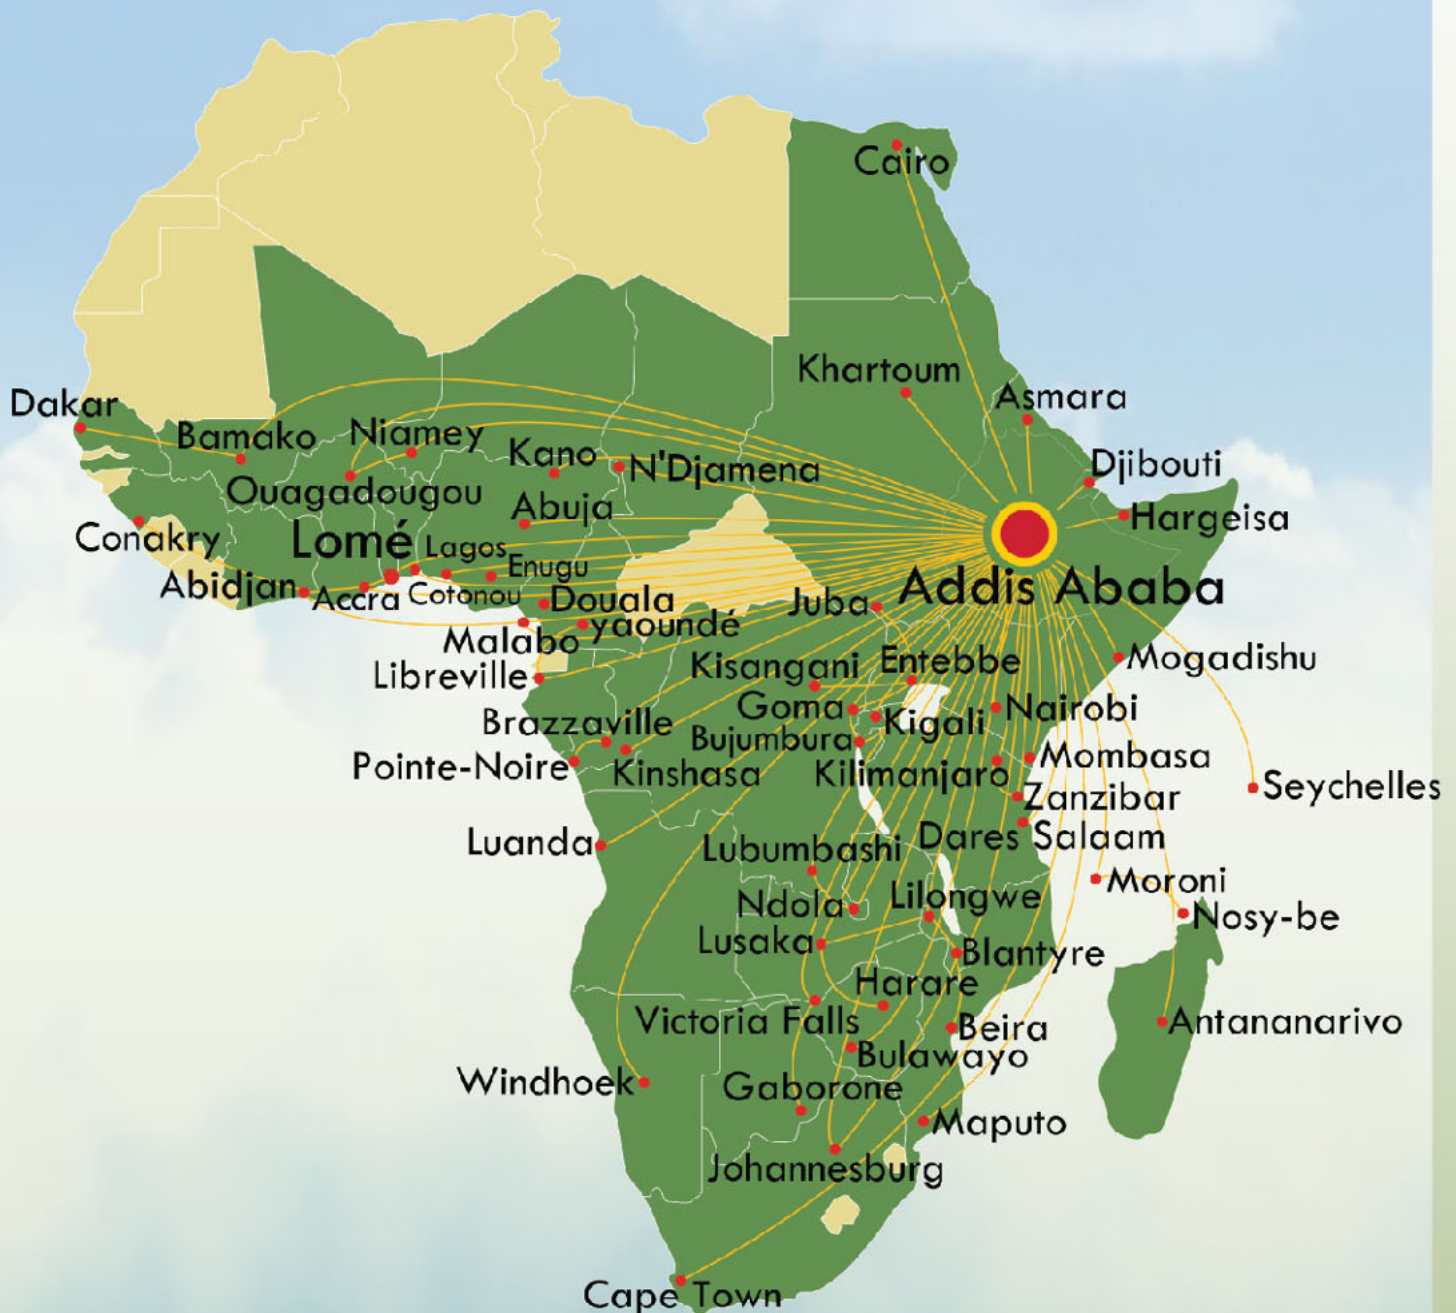 Cairo
Khartoum
Asmara
Dakar
Bamako
Niamey
Kano
N'Djamena
Djibouti
Ouagadougou
Abuja
Hargeisa
Conakry
Lomé
Lagos
Enugu
Abidjan
Accra
Cotonou
Douala
Juba
Addis Ababa
Malabo
yaoundé
Libreville
Kisangani
Entebbe
Mogadishu
Goma
Kigali
Nairobi
Brazzaville
Bujumbura
Mombasa
Pointe-Noire
Kinshasa
Kilimanjaro
Seychelles
Zanzibar
Luanda
Lubumbashi
Dares Salaam
Moroni
Ndola
Lilongwe
Nosy-be
Lusaka
Blantyre
Harare
Victoria Falls
Beira
Antananarivo
Bulawayo
Windhoek
Gaborone
Maputo
Johannesburg
Cape Town